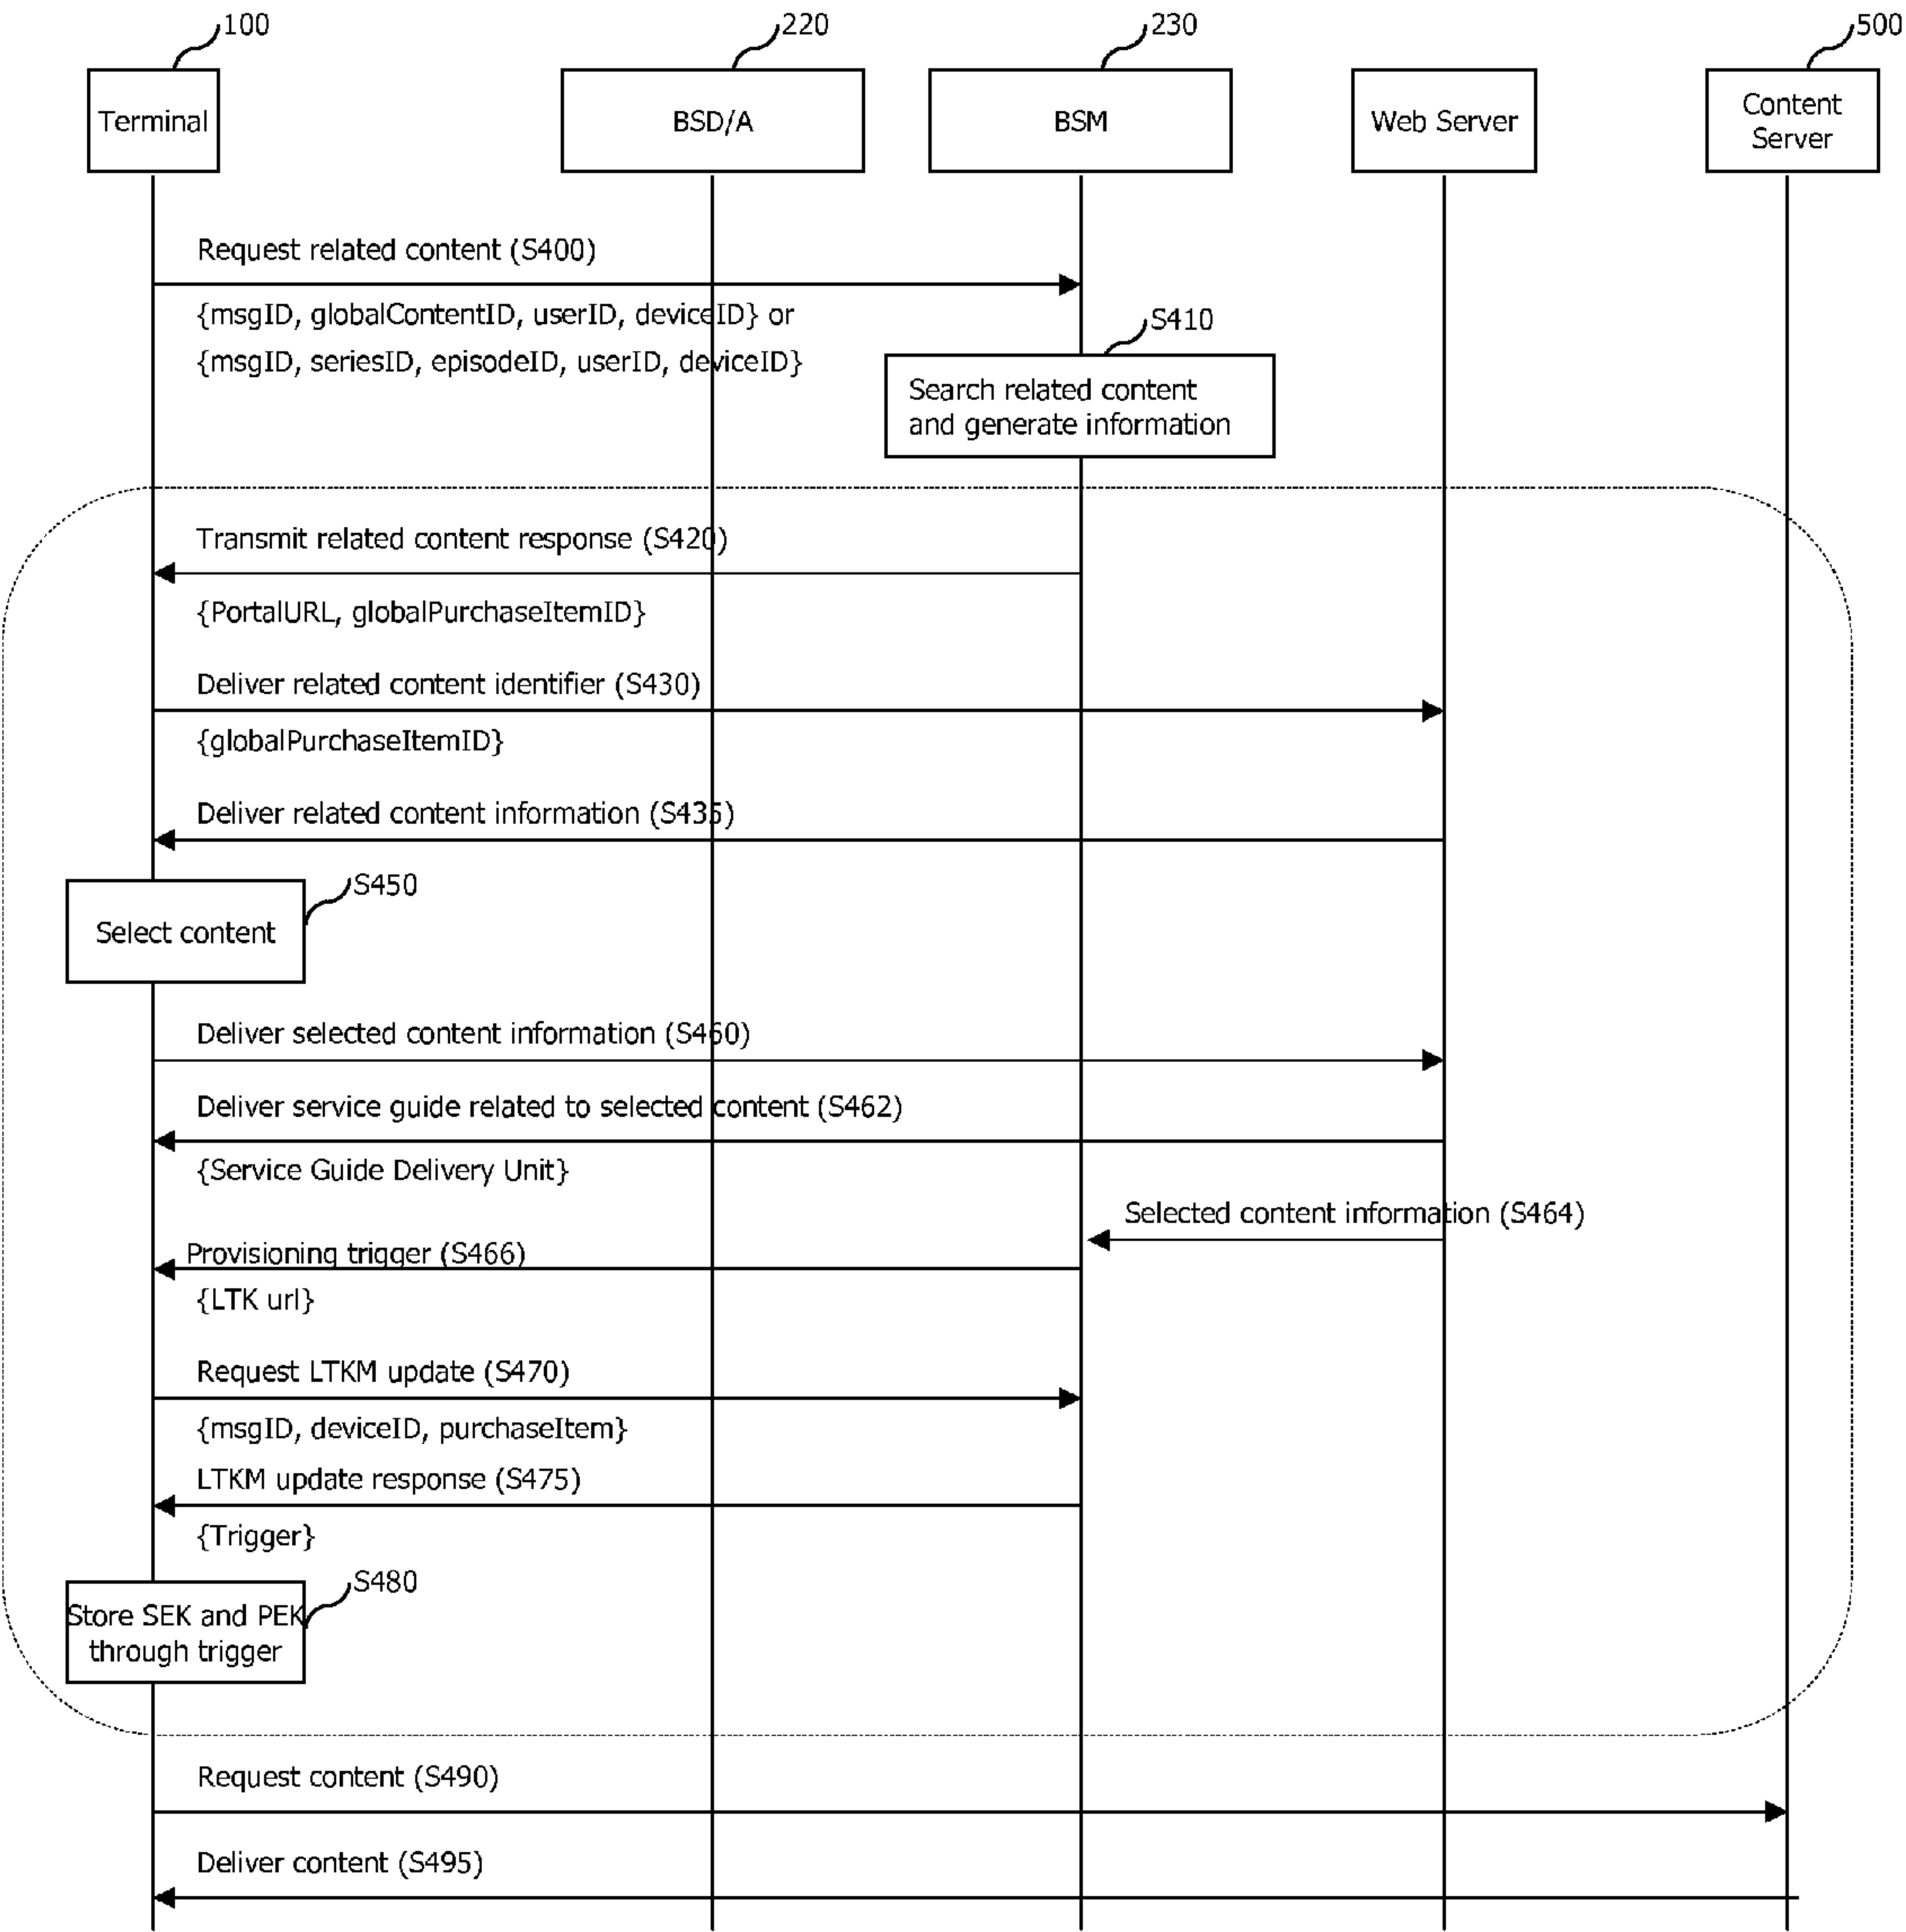 100
220
230
500
Terminal
BSD/A
BSM
Web Server
Content
Server
Request related content (S400)
{msgID, globalContentID, userID, deviceID} or
{msgID, seriesID, episodeID, userID, deviceID}
S410
Search related content
and generate information
Transmit related content response (S420)
{PortalURL, globalPurchaseItemID}
Deliver related content identifier (S430)
{globalPurchaseItemID}
Deliver related content information (S435)
S450
Select content
Deliver selected content information (S460)
Deliver service guide related to selected content (S462)
{Service Guide Delivery Unit}
Selected content information (S464)
Provisioning trigger (S466)
{LTK url}
Request LTKM update (S470)
{msgID, deviceID, purchaseItem}
LTKM update response (S475)
{Trigger}
S480
Store SEK and PEK
through trigger
Request content (S490)
Deliver content (S495)